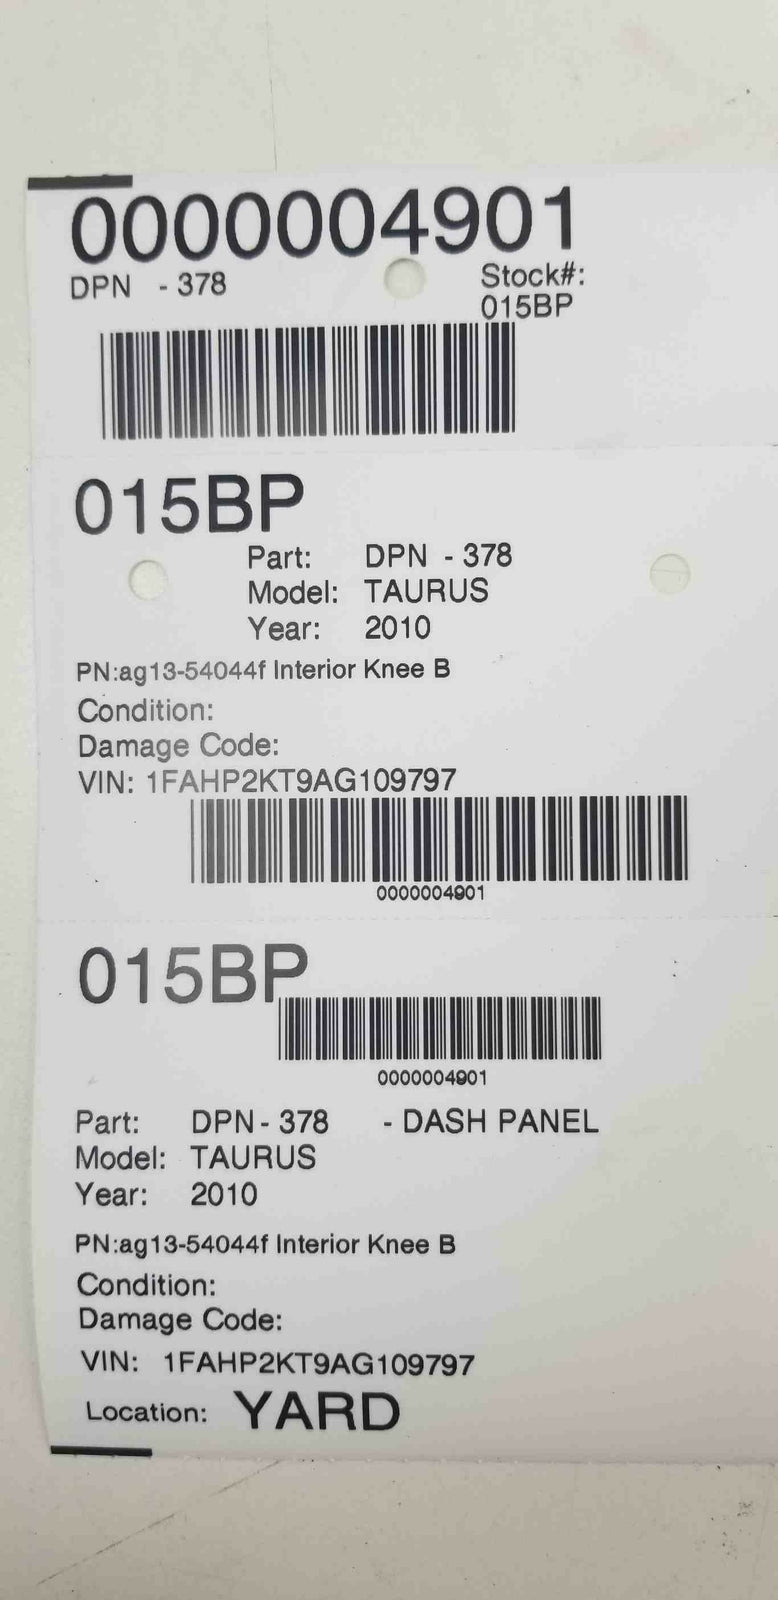 0000004901
DPN - 378
Stock#:
015BP
015BP
Part: DPN - 378
Model: TAURUS
Year: 2010
PN:ag13-54044f Interior Knee B
Condition:
Damage Code:
VIN: 1FAHP2KT9AG109797
0000004901
015BP
0000004901
Part: DPN - 378 - DASH PANEL
Model: TAURUS
Year: 2010
PN:ag13-54044f Interior Knee B
Condition:
Damage Code:
VIN: 1FAHP2KT9AG109797
Location: YARD